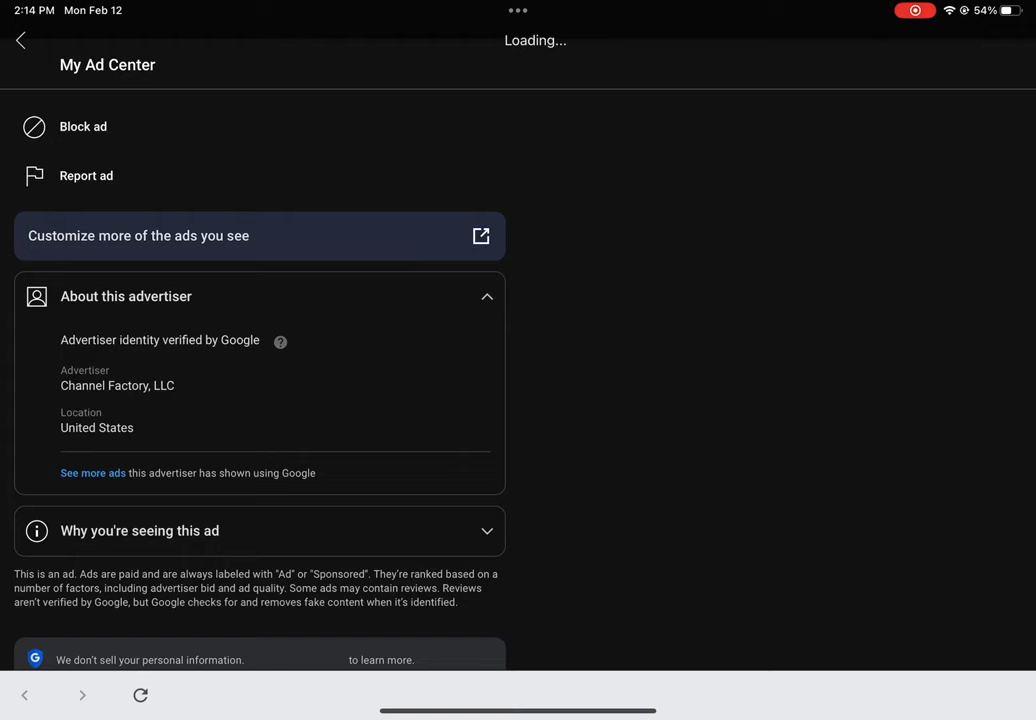 2:14 PM Mon Feb 12
54%
Loading...
My Ad Center
Block ad
Report ad
Customize more of the ads you see
About this advertiser
Advertiser identity verified by Google ?
Advertiser
Channel Factory, LLC
Location
United States
See more ads this advertiser has shown using Google
Why you're seeing this ad
This is an ad. Ads are paid and are always labeled with "Ad" or "Sponsored". They're ranked based on a
number of factors, including advertiser bid and ad quality. Some ads may contain reviews. Reviews
aren't verified by Google, but Google checks for and removes fake content when it's identified.
G We don't sell your personal information. to learn more.